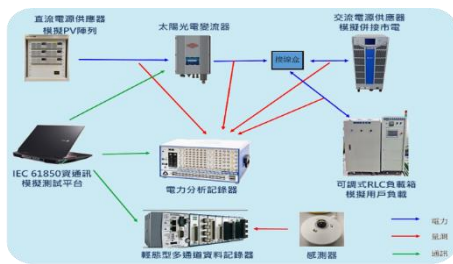 直流電源供應器
模擬PV陣列
太陽光電變流器
交流電源供應器
模擬併接市電
接線盒
IEC 61850資通訊
模擬測試平台
電力分析記錄器
可調式RLC負載箱
模擬用戶負載
輕態型多通道資料記錄器
感測器
電力
量測
通訊